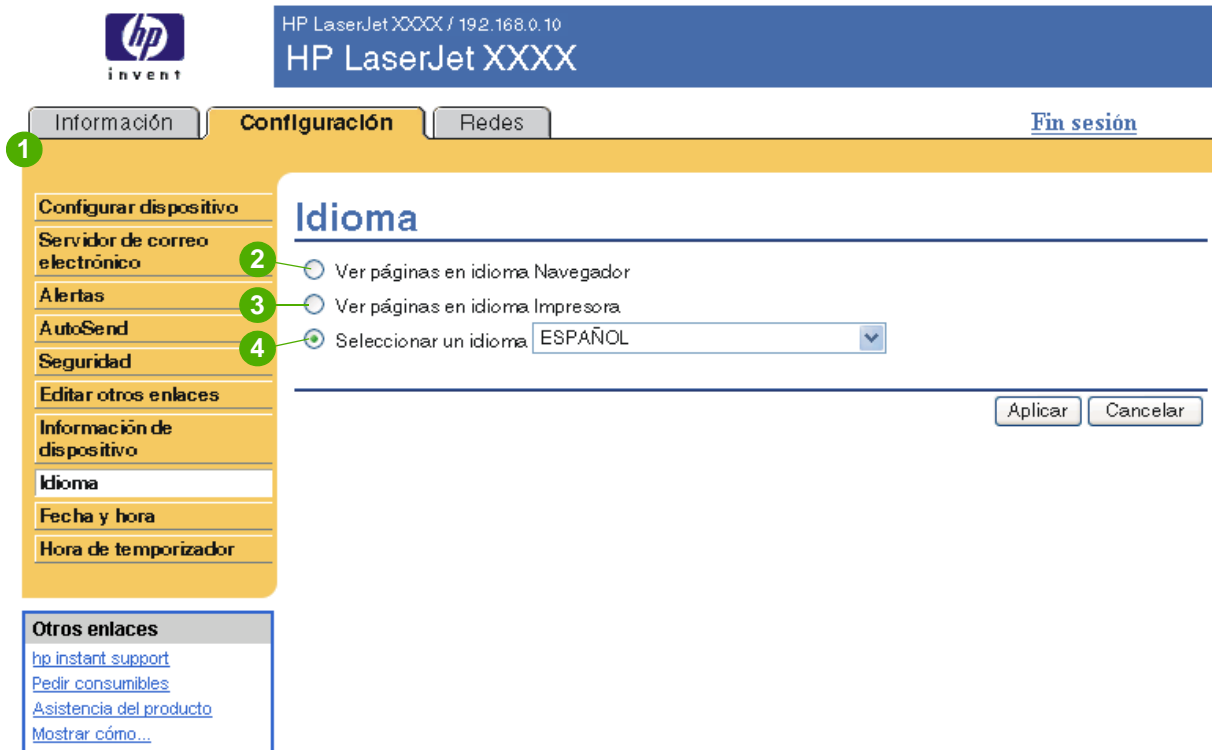 hp
invent
HP LaserJet XXXX / 192.168.0.10
HP LaserJet XXXX
Información
Configuración
Redes
Fin sesión
1
Configurar dispositivo
Servidor de correo
electrónico
Alertas
AutoSend
Seguridad
Editar otros enlaces
Información de
dispositivo
Idioma
Fecha y hora
Hora de temporizador
Idioma
2
Ver páginas en idioma Navegador
3
Ver páginas en idioma Impresora
4
Seleccionar un idioma ESPAÑOL
Aplicar
Cancelar
Otros enlaces
hp instant support
Pedir consumibles
Asistencia del producto
Mostrar cómo...